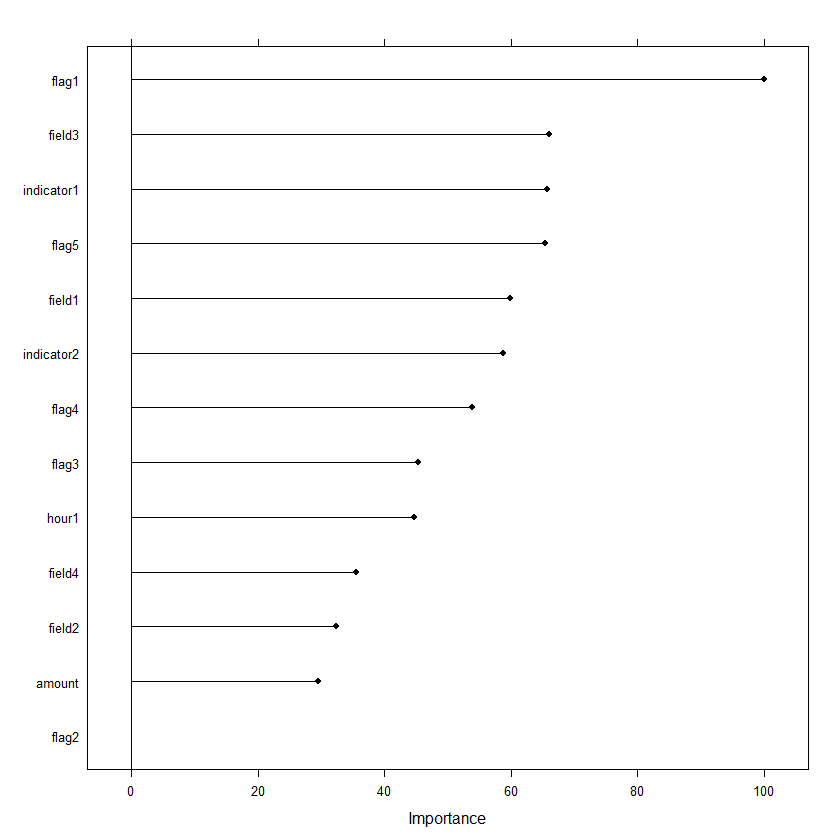 flag1
field3
indicator1
flag5
field1
indicator2
flag4
flag3
hour1
field4
field2
amount
flag2
0 20 40 60 80 100
Importance